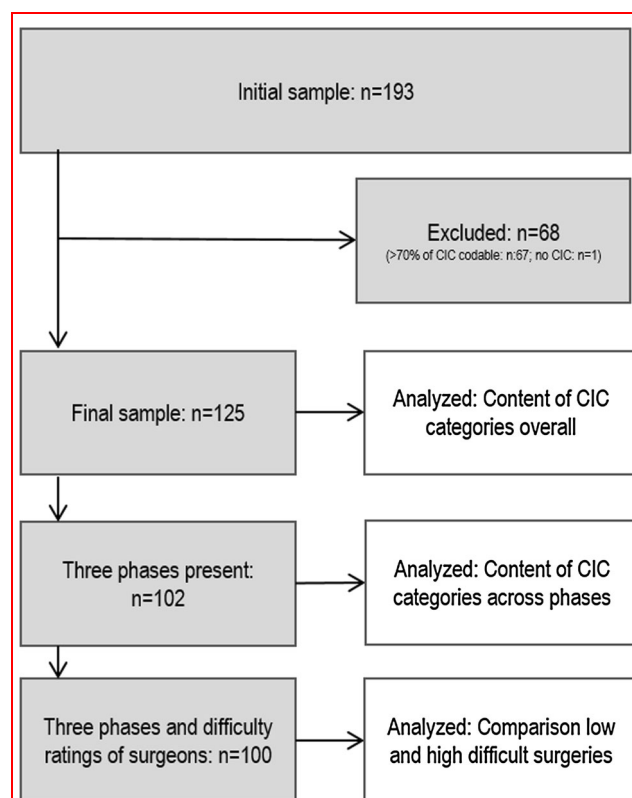 Initial sample: n=193
Excluded: n=68
(>70% of CIC codable: n:67; no CIC: n=1)
Final sample: n=125
Analyzed: Content of CIC
categories overall
Three phases present:
n=102
Analyzed: Content of CIC
categories across phases
Three phases and difficulty
ratings of surgeons: n=100
Analyzed: Comparison low
and high difficult surgeries